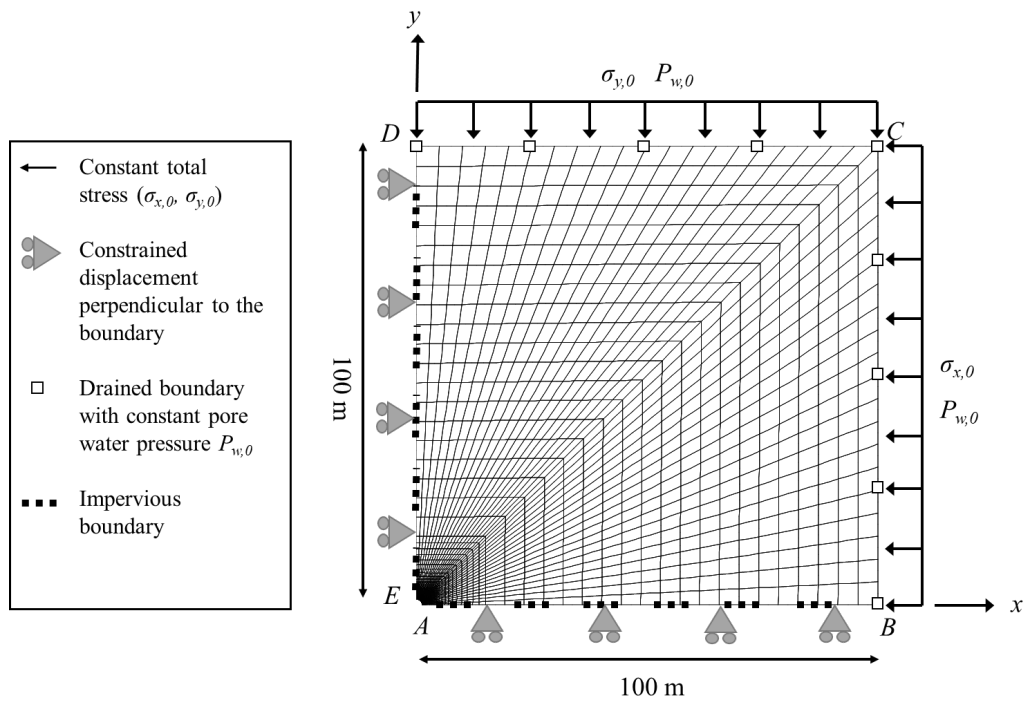 y
σy,0 Pw,0
D
C
Constant total
stress (σx,0, σy,0)
Constrained
displacement
perpendicular to the
boundary
Drained boundary
with constant pore
water pressure Pw,0
Impervious
boundary
100 m
σx,0
Pw,0
E
A
B
x
100 m